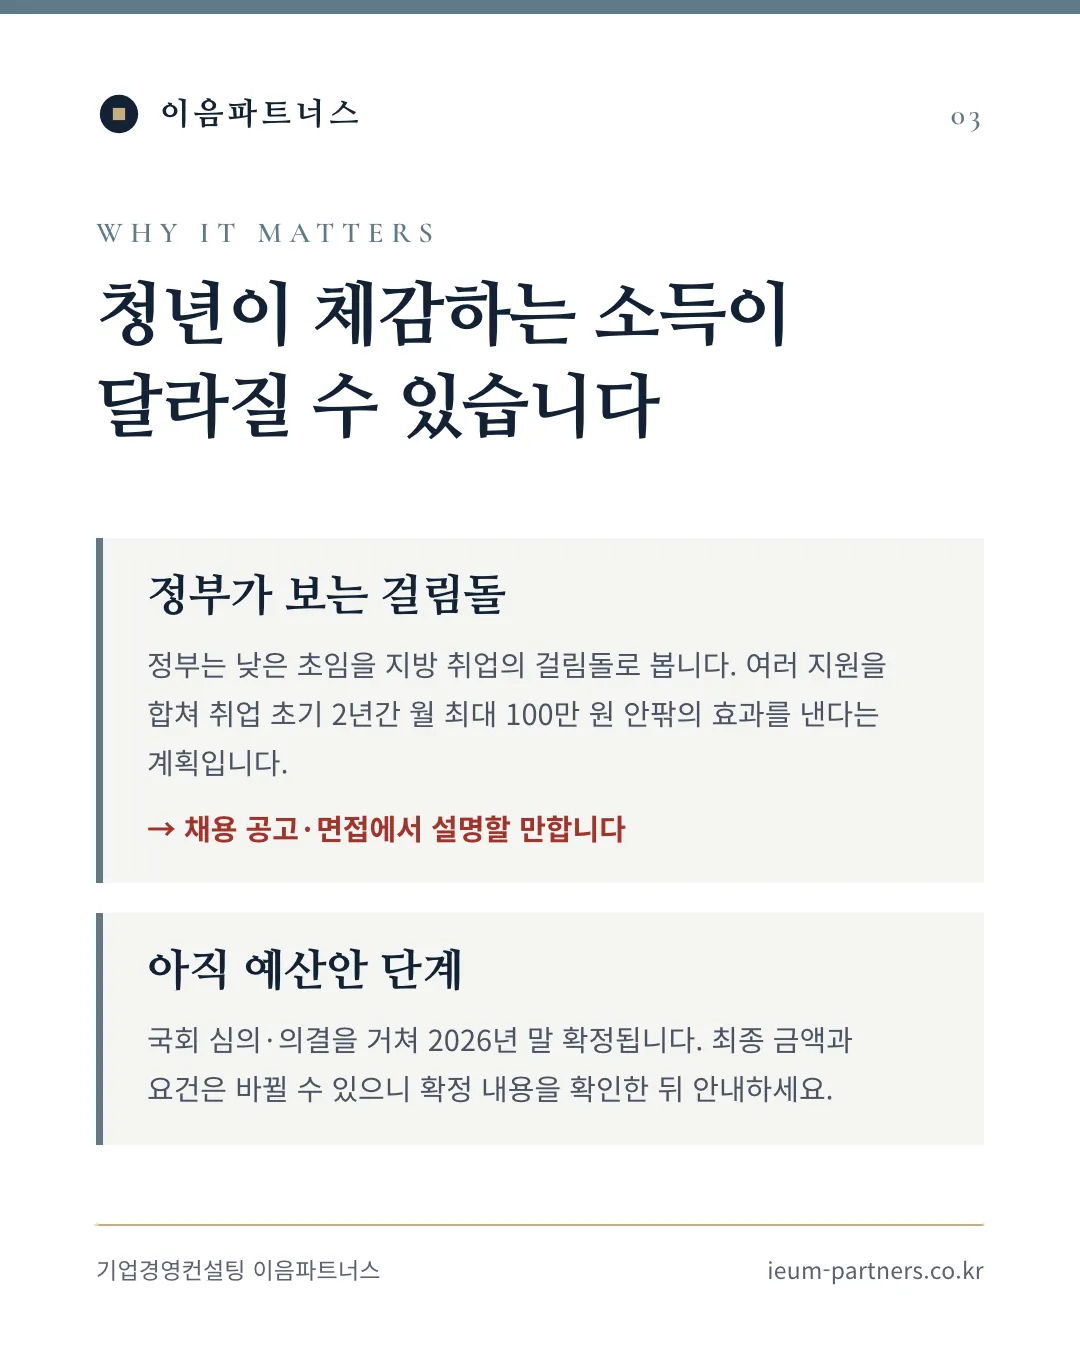 이음파트너스
03
WHY IT MATTERS
청년이 체감하는 소득이
달라질 수 있습니다
정부가 보는 걸림돌
정부는 낮은 초임을 지방 취업의 걸림돌로 봅니다. 여러 지원을
합쳐 취업 초기 2년간 월 최대 100만 원 안팎의 효과를 낸다는
계획입니다.
→ 채용 공고·면접에서 설명할 만합니다
아직 예산안 단계
국회 심의·의결을 거쳐 2026년 말 확정됩니다. 최종 금액과
요건은 바뀔 수 있으니 확정 내용을 확인한 뒤 안내하세요.
기업경영컨설팅 이음파트너스
ieum-partners.co.kr